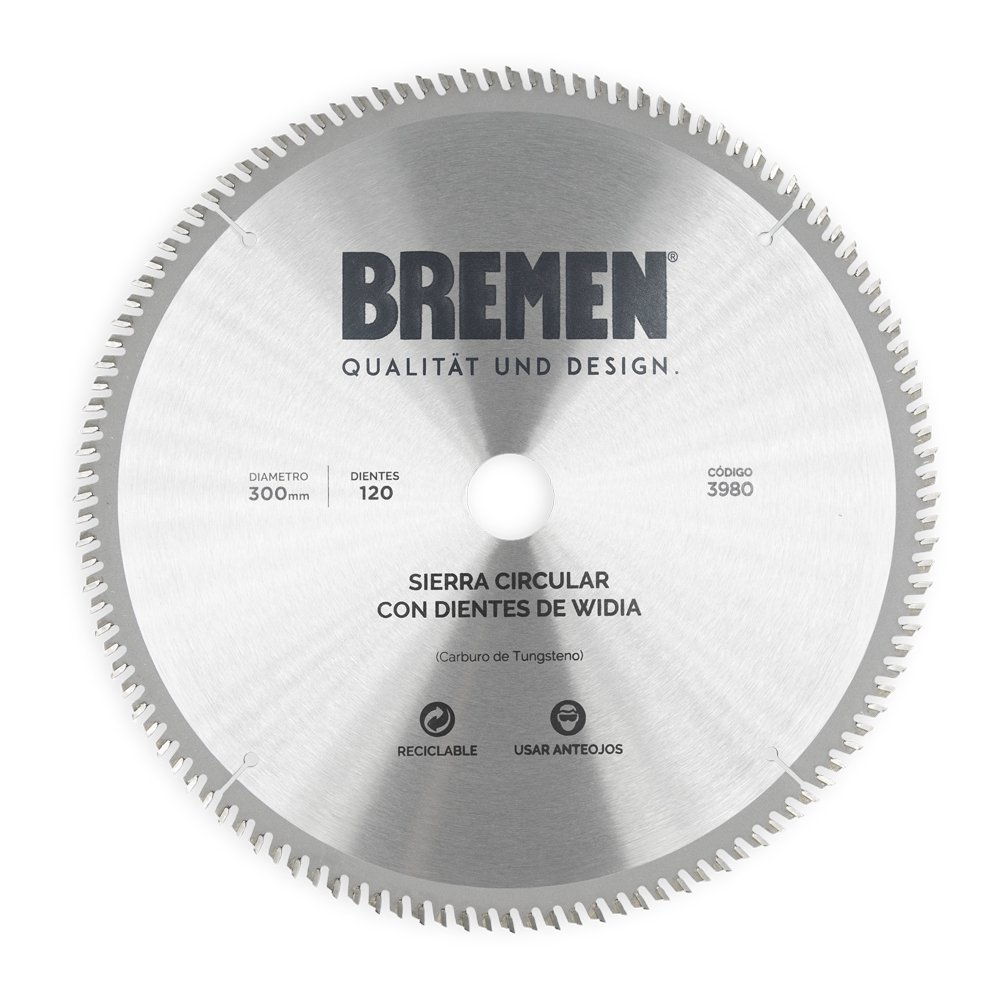 BREMEN®
QUALITÄT UND DESIGN.
DIAMETRO
300mm
DIENTES
120
CÓDIGO
3980
SIERRA CIRCULAR
CON DIENTES DE WIDIA
(Carburo de Tungsteno)
RECICLABLE
USAR ANTEOJOS